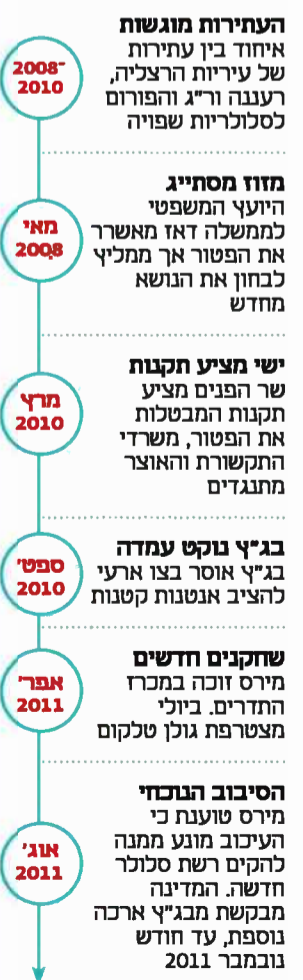 העתירות מוגשות
איחוד בין עתירות
של עיריות הרצליה,
רעננה ור"ג והפורום
לסלולריות שפויה
2008-
2010
מזוז מסתייג
היועץ המשפטי
לממשלה דאז מאשרר
את הפטור אך ממליץ
לבחון את הנושא
מחדש
מאי
2008
ישי מציע תקנות
שר הפנים מציע
תקנות המבטלות
את הפטור, משרדי
התקשורת והאוצר
מתנגדים
מרץ
2010
בג"ץ נוקט עמדה
בג"ץ אוסר בצו ארעי
להציב אנטנות קטנות
ספט'
2010
שחקנים חדשים
מירס זוכה במכרז
התדרים. ביולי
מצטרפת גולן טלקום
אפר'
2011
הסיבוב הנוכחי
מירס טוענת כי
העיכוב מונע ממנה
להקים רשת סלולר
חדשה. המדינה
מבקשת מבג"ץ ארכה
נוספת, עד חודש
נובמבר 2011
אוג'
2011